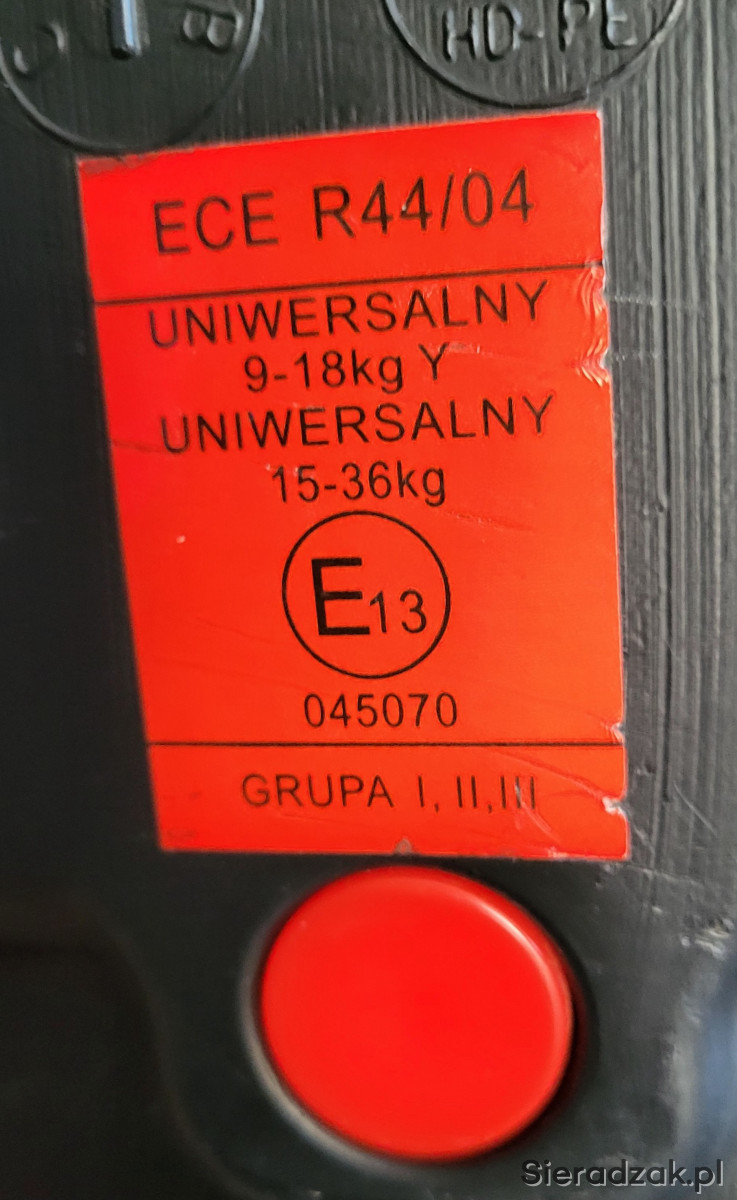 HD-PE
ECE R44/04
UNIWERSALNY
9-18kg Y
UNIWERSALNY
15-36kg
E13
045070
GRUPA I, II, III
Sieradzak.pl